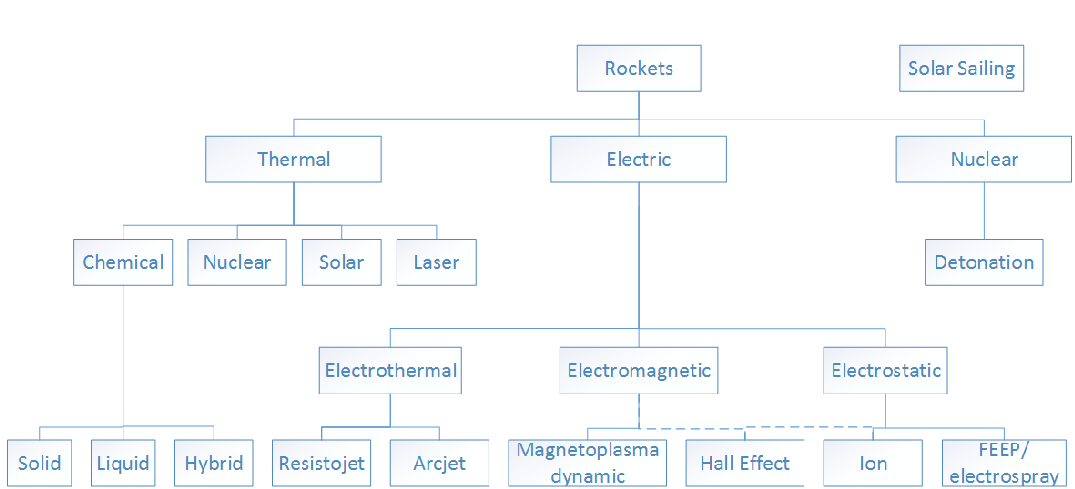 Rockets
Solar Sailing
Thermal
Electric
Nuclear
Chemical
Nuclear
Solar
Laser
Detonation
Electrothermal
Electromagnetic
Electrostatic
Solid
Liquid
Hybrid
Resistojet
Arcjet
Magnetoplasma
dynamic
Hall Effect
Ion
FEEP/
electrospray